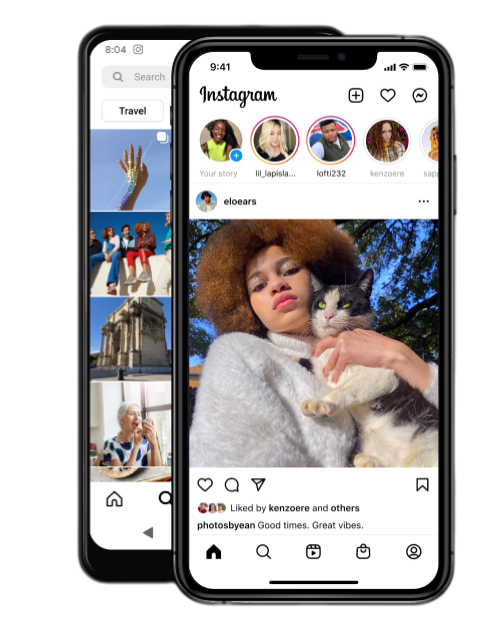 8:04
Search
Travel
9:41
Instagram
Your story
lil_lapisla...
lofti232
kenzoere
sapp
eloears
Liked by kenzoere and others
photosbyean Good times. Great vibes.